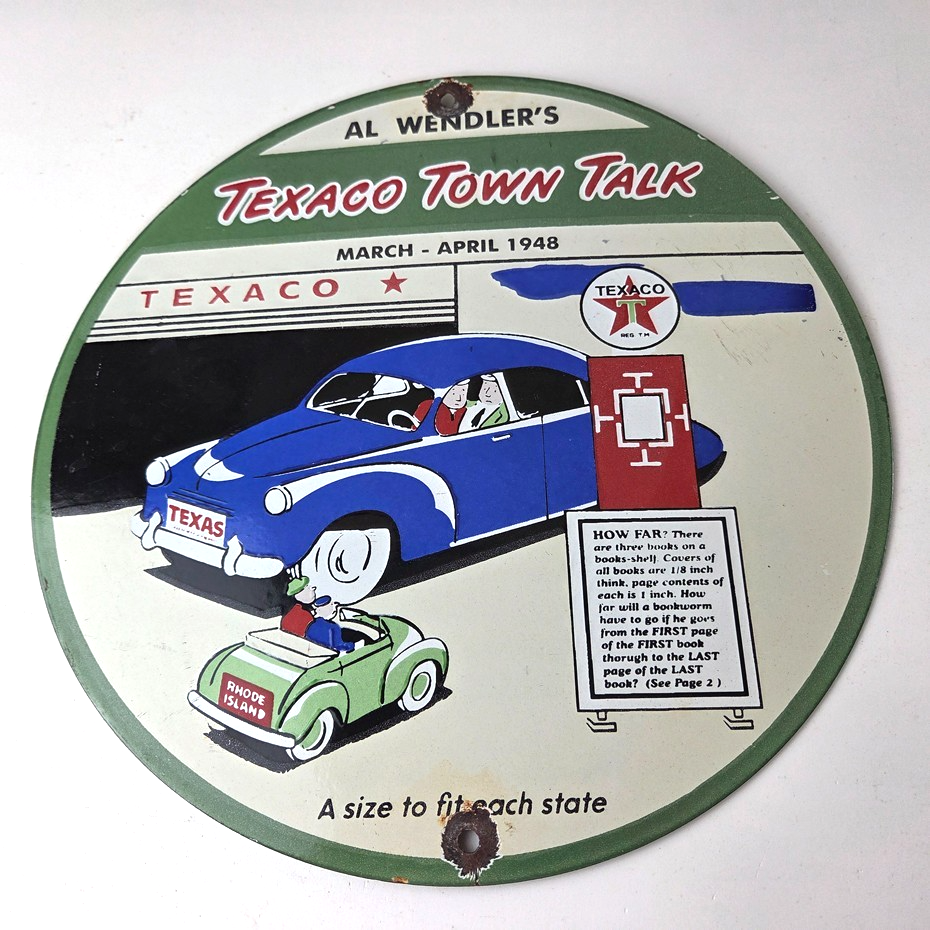 AL WENDLER'S
TEXACO TOWN TALK
MARCH - APRIL 1948
TEXACO
TEXACO
T
REG. T.M.
TEXAS
HOW FAR? There
are three books on a
books-shelf. Covers of
all books are 1/8 inch
think, page contents of
each is 1 inch. How
far will a bookworm
have to go if he goes
from the FIRST page
of the FIRST book
thorugh to the LAST
page of the LAST
book? (See Page 2 )
RHODE
ISLAND
A size to fit each state